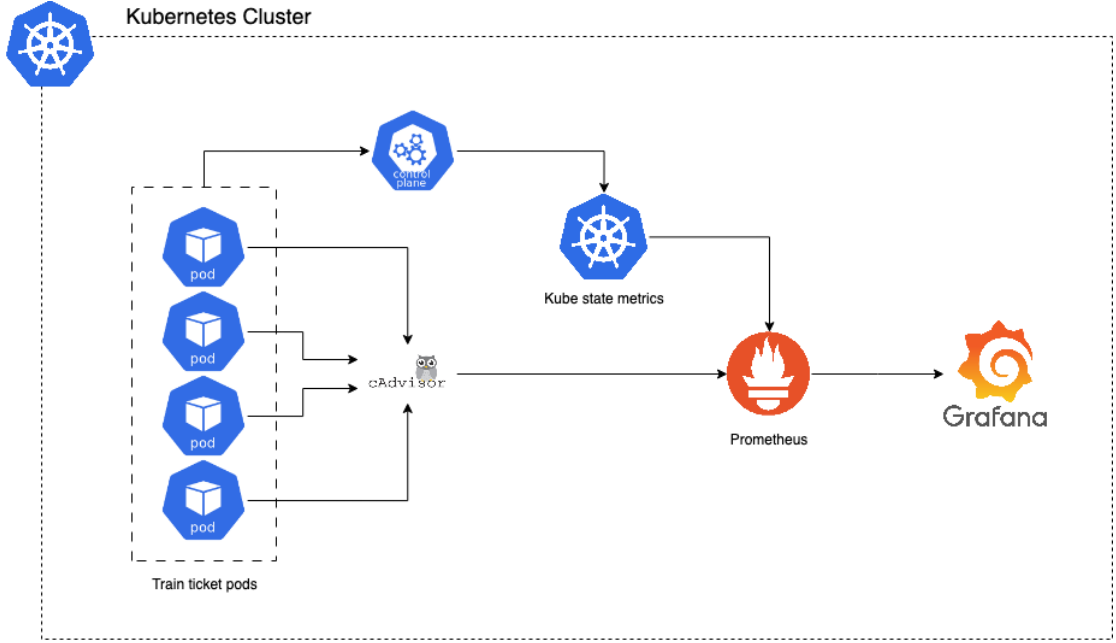 Kubernetes Cluster
control
plane
pod
Kube state metrics
pod
cAdvisor
pod
Prometheus
Grafana
pod
Train ticket pods